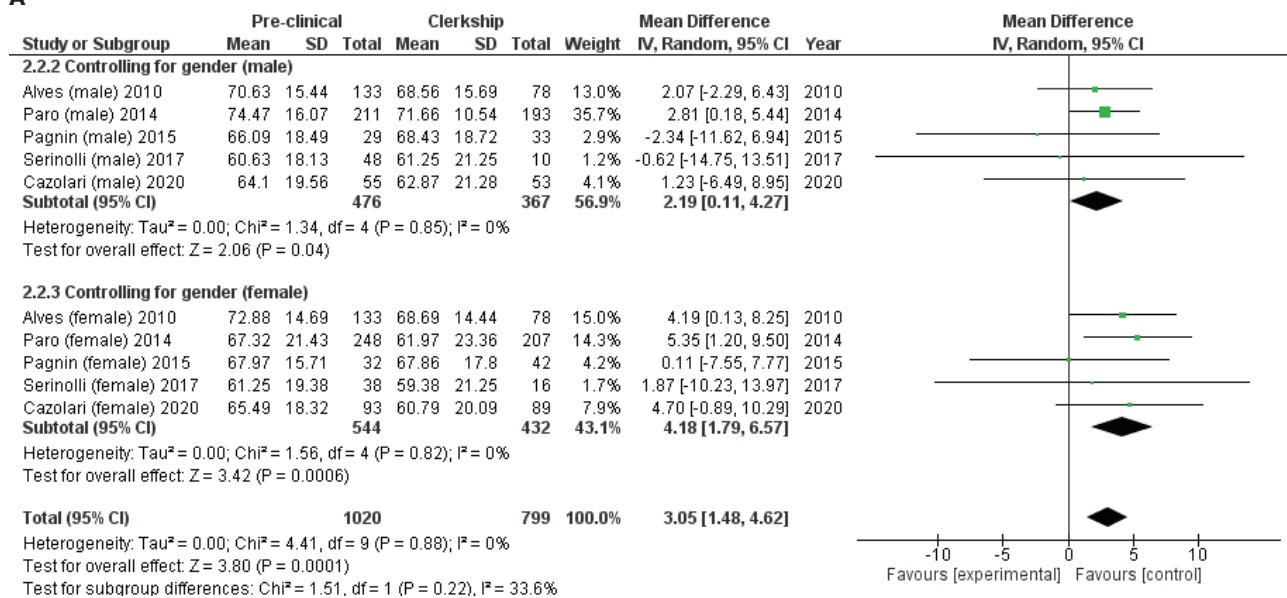 A
Pre-clinical Clerkship Mean Difference Mean Difference
Study or Subgroup Mean SD Total Mean SD Total Weight IV, Random, 95% CI Year IV, Random, 95% CI
2.2.2 Controlling for gender (male)
Alves (male) 2010 70.63 15.44 133 68.56 15.69 78 13.0% 2.07 [-2.29, 6.43] 2010
Paro (male) 2014 74.47 16.07 211 71.66 10.54 193 35.7% 2.81 [0.18, 5.44] 2014
Pagnin (male) 2015 66.09 18.49 29 68.43 18.72 33 2.9% -2.34 [-11.62, 6.94] 2015
Serinolli (male) 2017 60.63 18.13 48 61.25 21.25 10 1.2% -0.62 [-14.75, 13.51] 2017
Cazolari (male) 2020 64.1 19.56 55 62.87 21.28 53 4.1% 1.23 [-6.49, 8.95] 2020
Subtotal (95% CI) 476 367 56.9% 2.19 [0.11, 4.27]
Heterogeneity: Tau² = 0.00; Chi² = 1.34, df = 4 (P = 0.85); I² = 0%
Test for overall effect: Z = 2.06 (P = 0.04)
2.2.3 Controlling for gender (female)
Alves (female) 2010 72.88 14.69 133 68.69 14.44 78 15.0% 4.19 [0.13, 8.25] 2010
Paro (female) 2014 67.32 21.43 248 61.97 23.36 207 14.3% 5.35 [1.20, 9.50] 2014
Pagnin (female) 2015 67.97 15.71 32 67.86 17.8 42 4.2% 0.11 [-7.55, 7.77] 2015
Serinolli (female) 2017 61.25 19.38 38 59.38 21.25 16 1.7% 1.87 [-10.23, 13.97] 2017
Cazolari (female) 2020 65.49 18.32 93 60.79 20.09 89 7.9% 4.70 [-0.89, 10.29] 2020
Subtotal (95% CI) 544 432 43.1% 4.18 [1.79, 6.57]
Heterogeneity: Tau² = 0.00; Chi² = 1.56, df = 4 (P = 0.82); I² = 0%
Test for overall effect: Z = 3.42 (P = 0.0006)
Total (95% CI) 1020 799 100.0% 3.05 [1.48, 4.62]
Heterogeneity: Tau² = 0.00; Chi² = 4.41, df = 9 (P = 0.88); I² = 0%
Test for overall effect: Z = 3.80 (P = 0.0001)
Test for subgroup differences: Chi² = 1.51, df = 1 (P = 0.22), I² = 33.6%
-10 -5 0 5 10
Favours [experimental] Favours [control]